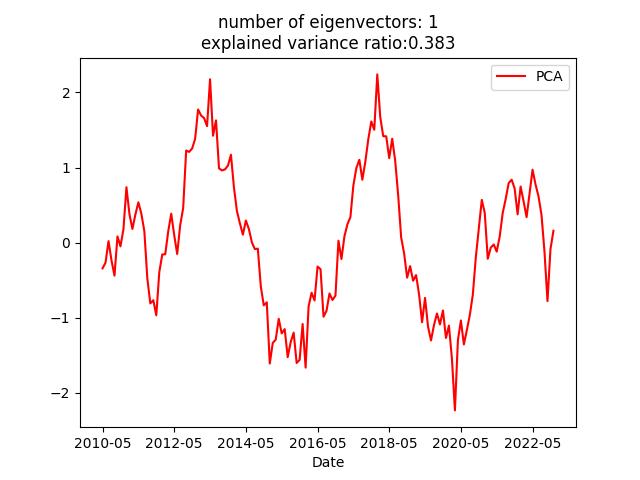 number of eigenvectors: 1
explained variance ratio:0.383
PCA
2
1
0
−1
−2
2010-05 2012-05 2014-05 2016-05 2018-05 2020-05 2022-05
Date